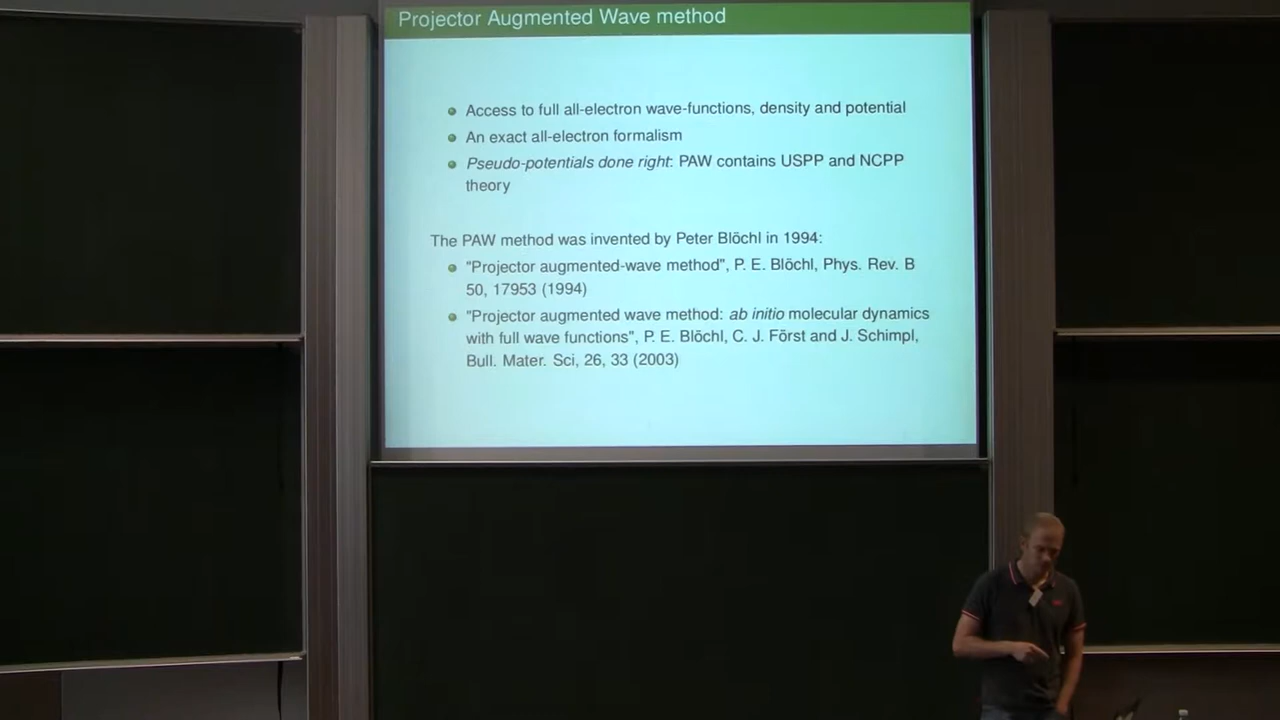 Projector Augmented Wave method
Access to full all-electron wave-functions, density and potential
An exact all-electron formalism
Pseudo-potentials done right: PAW contains USPP and NCPP
theory
The PAW method was invented by Peter Blöchl in 1994:
"Projector augmented-wave method", P. E. Blöchl, Phys. Rev. B
50, 17953 (1994)
"Projector augmented wave method: ab initio molecular dynamics
with full wave functions", P. E. Blöchl, C. J. Först and J. Schimpl,
Bull. Mater. Sci, 26, 33 (2003)